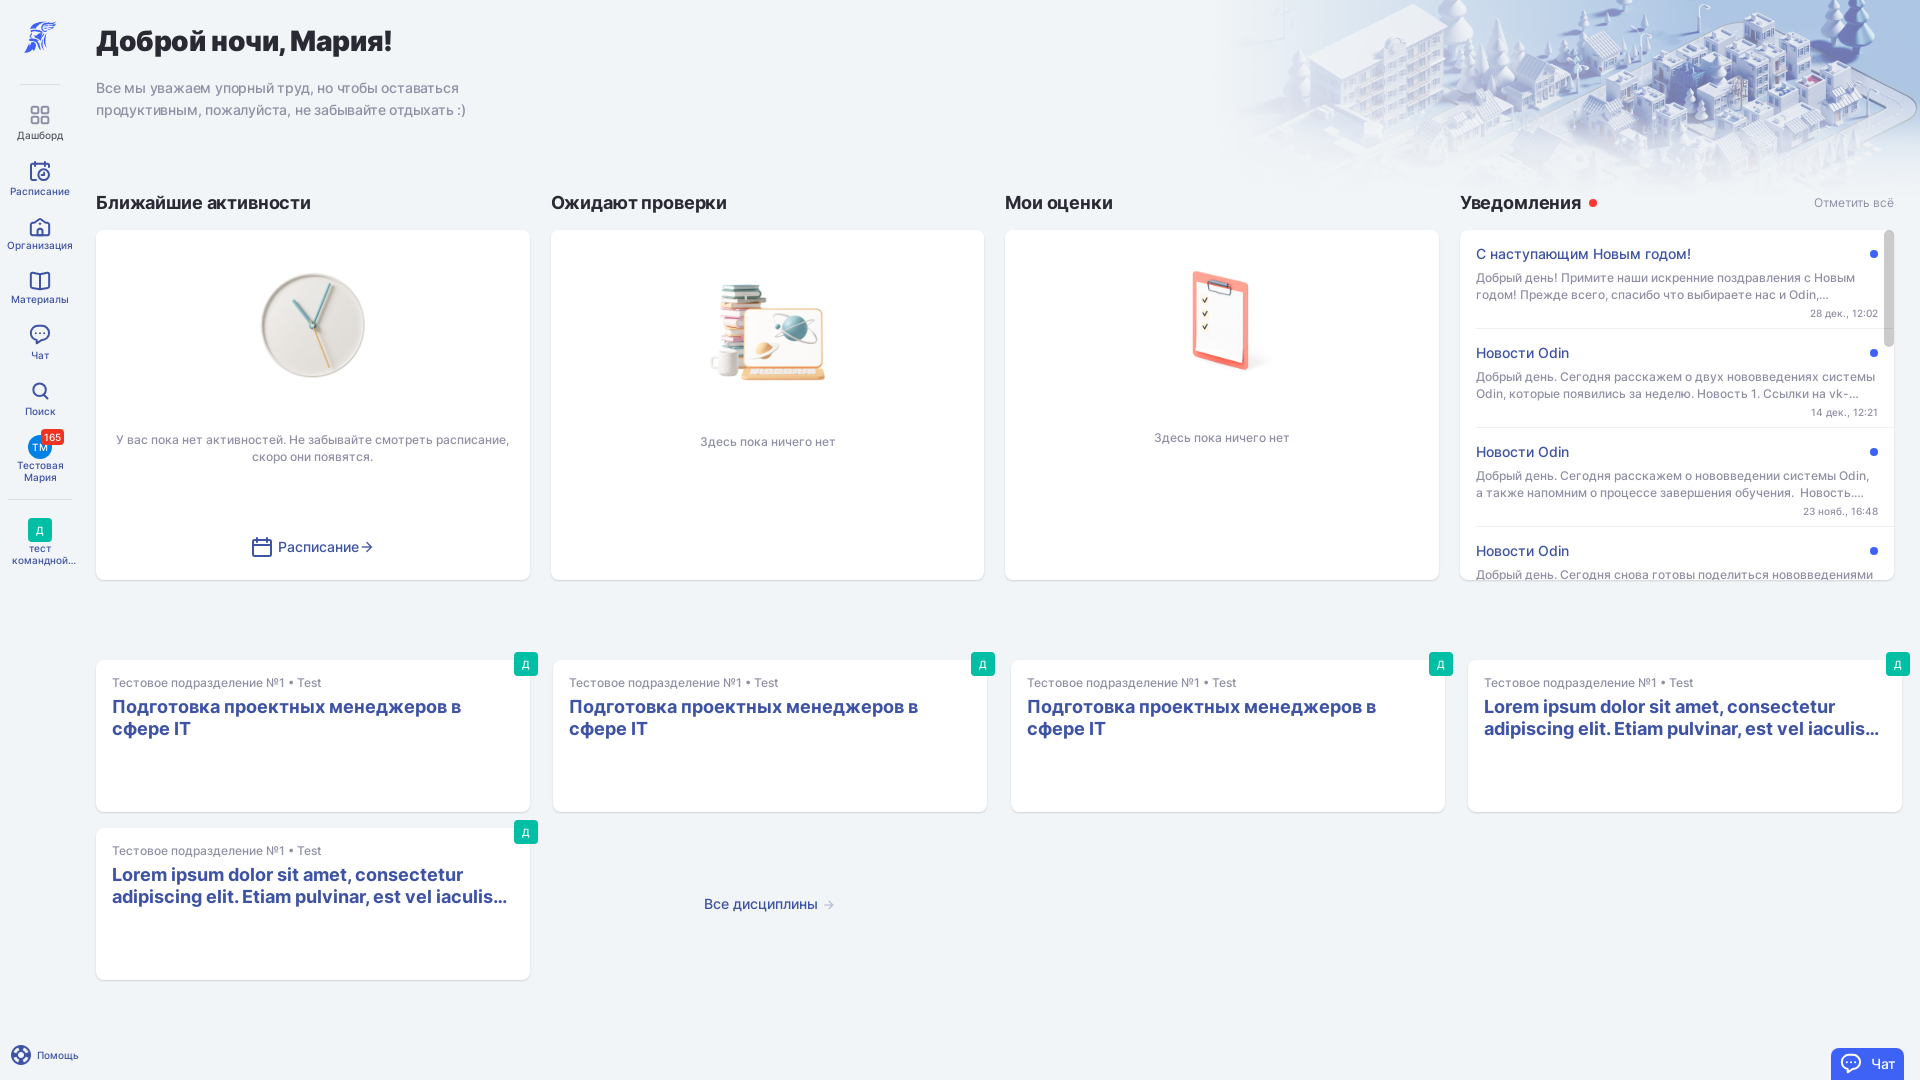 Доброй ночи, Мария!
Все мы уважаем упорный труд, но чтобы оставаться
продуктивным, пожалуйста, не забывайте отдыхать :)
Дашборд
Расписание
Организация
Материалы
Чат
Поиск
165
ТМ
Тестовая
Мария
Д
тест
командной...
Помощь
Ближайшие активности
У вас пока нет активностей. Не забывайте смотреть расписание,
скоро они появятся.
Расписание
Ожидают проверки
Здесь пока ничего нет
Мои оценки
Здесь пока ничего нет
Уведомления
Отметить всё
С наступающим Новым годом!
Добрый день! Примите наши искренние поздравления с Новым
годом! Прежде всего, спасибо что выбираете нас и Odin,...
28 дек., 12:02
Новости Odin
Добрый день. Сегодня расскажем о двух нововведениях системы
Odin, которые появились за неделю. Новость 1. Ссылки на vk-...
14 дек., 12:21
Новости Odin
Добрый день. Сегодня расскажем о нововведении системы Odin,
а также напомним о процессе завершения обучения. Новость....
23 нояб., 16:48
Новости Odin
Добрый день. Сегодня снова готовы поделиться нововведениями
Д
Тестовое подразделение №1 • Test
Подготовка проектных менеджеров в
сфере IT
Д
Тестовое подразделение №1 • Test
Подготовка проектных менеджеров в
сфере IT
Д
Тестовое подразделение №1 • Test
Подготовка проектных менеджеров в
сфере IT
Д
Тестовое подразделение №1 • Test
Lorem ipsum dolor sit amet, consectetur
adipiscing elit. Etiam pulvinar, est vel iaculis...
Д
Тестовое подразделение №1 • Test
Lorem ipsum dolor sit amet, consectetur
adipiscing elit. Etiam pulvinar, est vel iaculis...
Все дисциплины
Чат